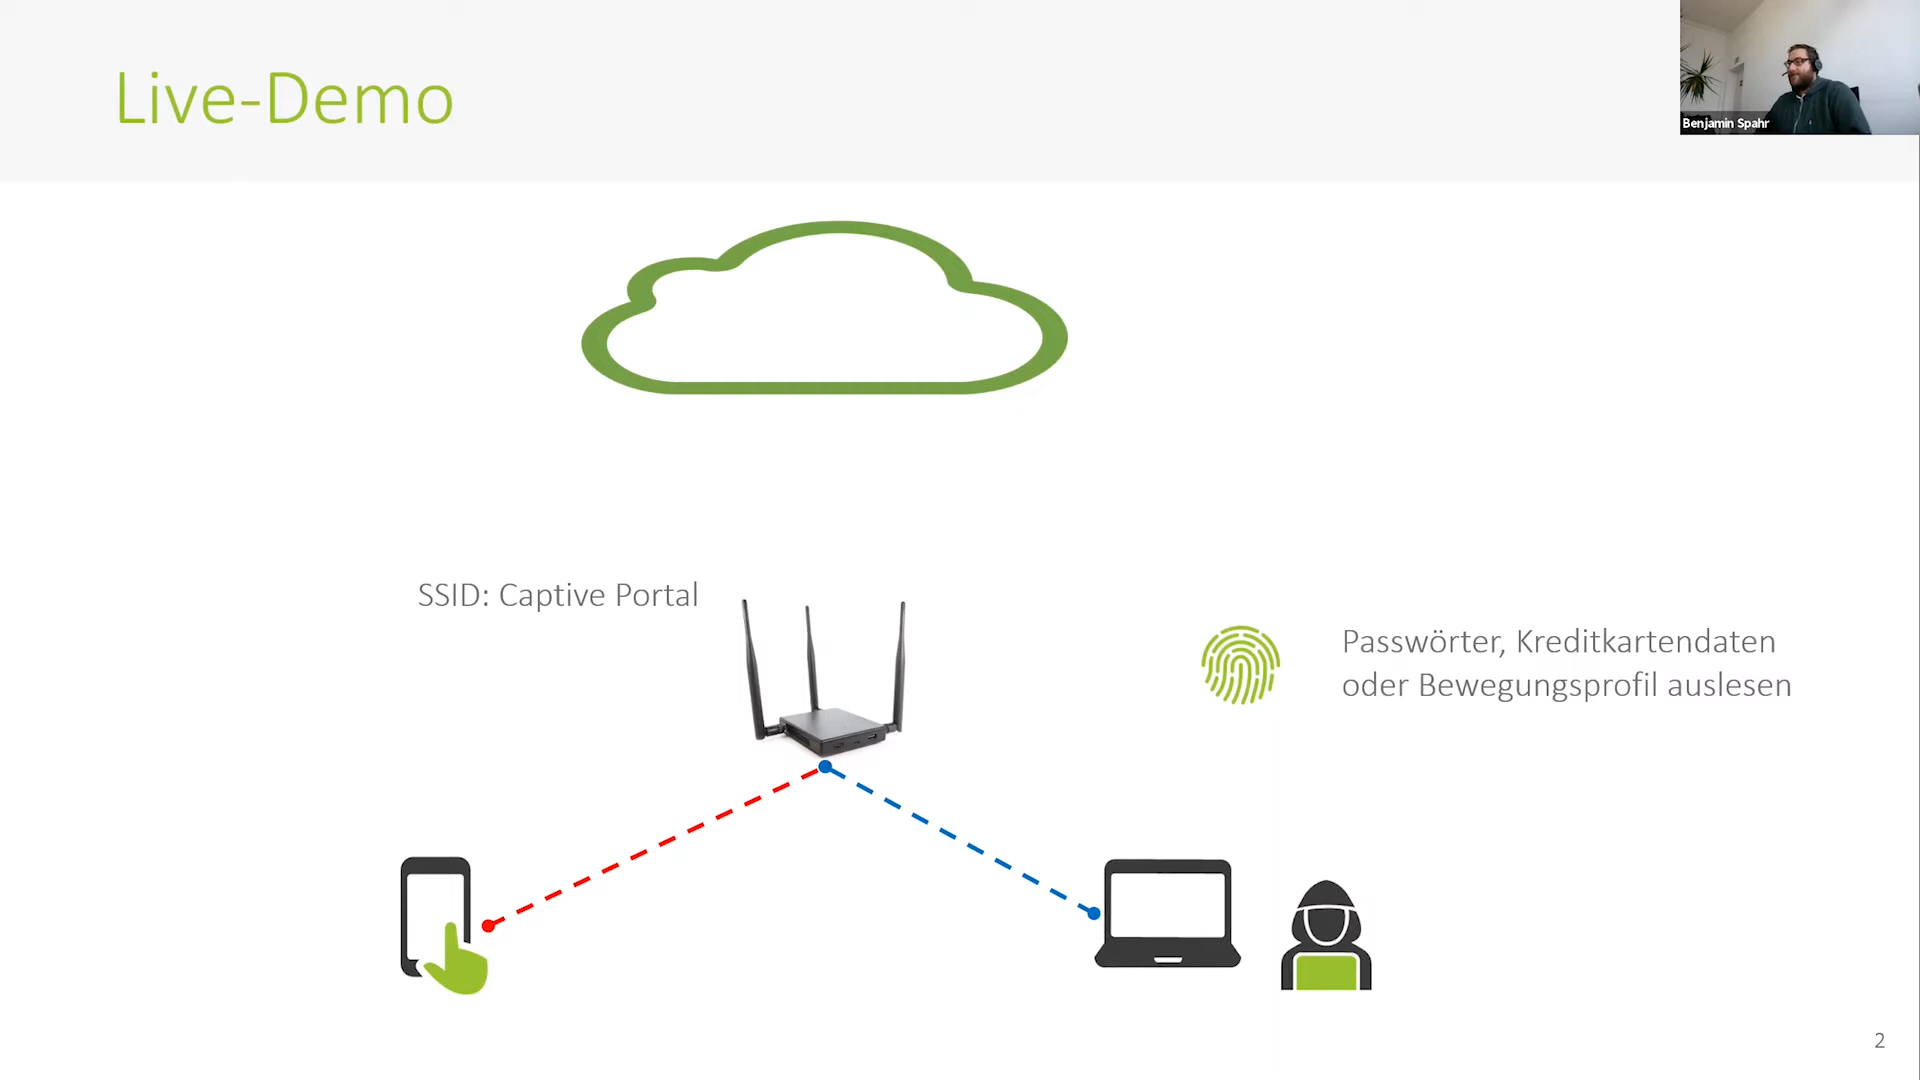 Live-Demo
Benjamin Spahr
SSID: Captive Portal
Passwörter, Kreditkartendaten
oder Bewegungsprofil auslesen
2